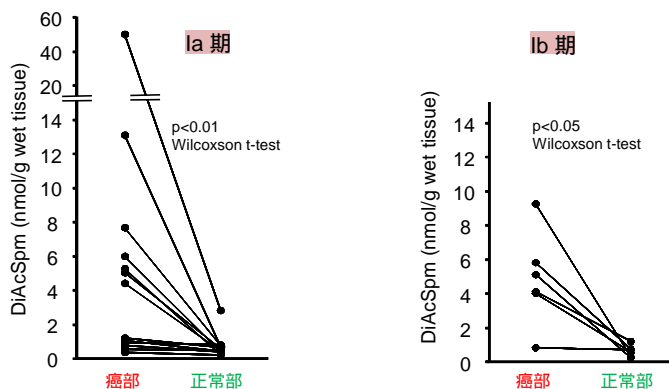 Ia 期
DiAcSpm (nmol/g wet tissue)
60
40
20
14
12
10
8
6
4
2
0
p<0.01
Wilcoxson t-test
癌部
正常部
Ib 期
DiAcSpm (nmol/g wet tissue)
14
12
10
8
6
4
2
0
p<0.05
Wilcoxson t-test
癌部
正常部